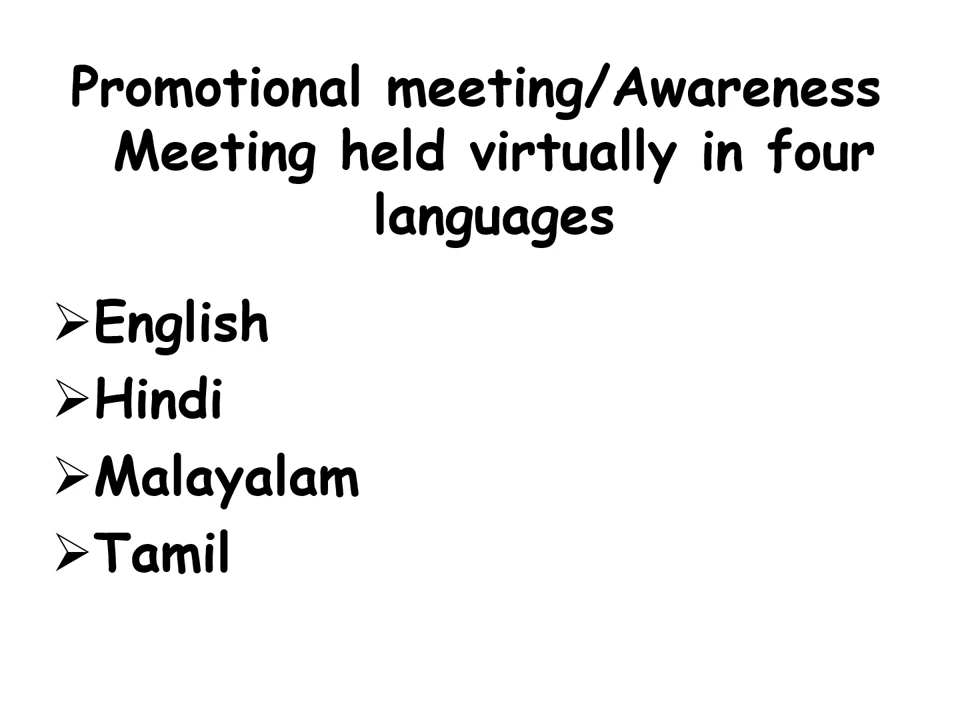 Promotional meeting/Awareness
Meeting held virtually in four
languages
➢English
➢Hindi
➢Malayalam
➢Tamil